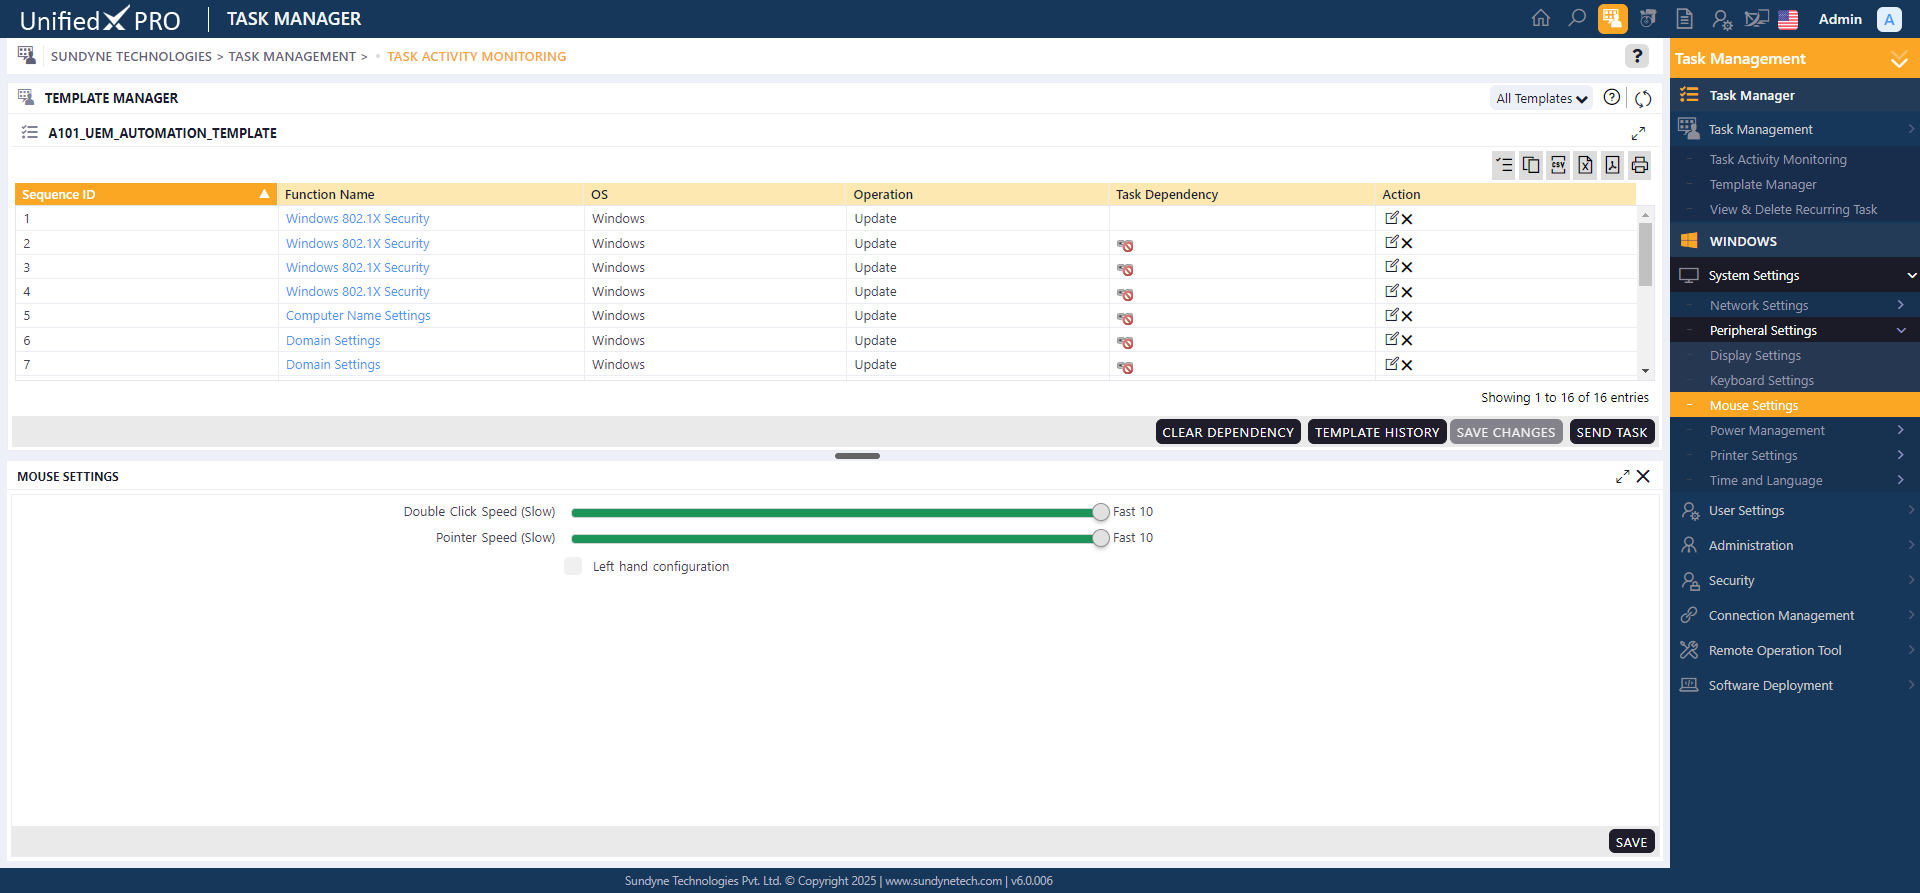 UnifiedX PRO
TASK MANAGER
Admin
A
SUNDYNE TECHNOLOGIES > TASK MANAGEMENT > • TASK ACTIVITY MONITORING
?
TEMPLATE MANAGER
All Templates
?
A101_UEM_AUTOMATION_TEMPLATE
CSV
Sequence ID Function Name OS Operation Task Dependency Action
1 Windows 802.1X Security Windows Update
2 Windows 802.1X Security Windows Update
3 Windows 802.1X Security Windows Update
4 Windows 802.1X Security Windows Update
5 Computer Name Settings Windows Update
6 Domain Settings Windows Update
7 Domain Settings Windows Update
Showing 1 to 16 of 16 entries
CLEAR DEPENDENCY TEMPLATE HISTORY SAVE CHANGES SEND TASK
MOUSE SETTINGS
Double Click Speed (Slow) Fast 10
Pointer Speed (Slow) Fast 10
Left hand configuration
SAVE
Task Management
Task Manager
Task Management
Task Activity Monitoring
Template Manager
View & Delete Recurring Task
WINDOWS
System Settings
Network Settings
Peripheral Settings
Display Settings
Keyboard Settings
Mouse Settings
Power Management
Printer Settings
Time and Language
User Settings
Administration
Security
Connection Management
Remote Operation Tool
Software Deployment
Sundyne Technologies Pvt. Ltd. © Copyright 2025 | www.sundynetech.com | v6.0.006